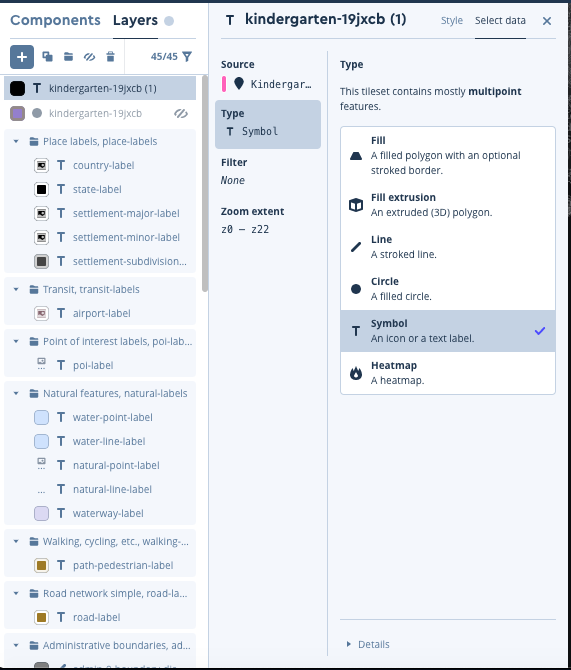 Components Layers
45/45
kindergarten-19jxcb (1)
kindergarten-19jxcb
Place labels, place-labels
country-label
state-label
settlement-major-label
settlement-minor-label
settlement-subdivision...
Transit, transit-labels
airport-label
Point of interest labels, poi-lab...
poi-label
Natural features, natural-labels
water-point-label
water-line-label
natural-point-label
natural-line-label
waterway-label
Walking, cycling, etc., walking-...
path-pedestrian-label
Road network simple, road-la...
road-label
Administrative boundaries, ad...
kindergarten-19jxcb (1)
Style Select data
Source
Kindergar...
Type
Symbol
Filter
None
Zoom extent
z0 — z22
Type
This tileset contains mostly multipoint
features.
Fill
A filled polygon with an optional
stroked border.
Fill extrusion
An extruded (3D) polygon.
Line
A stroked line.
Circle
A filled circle.
Symbol
An icon or a text label.
Heatmap
A heatmap.
Details